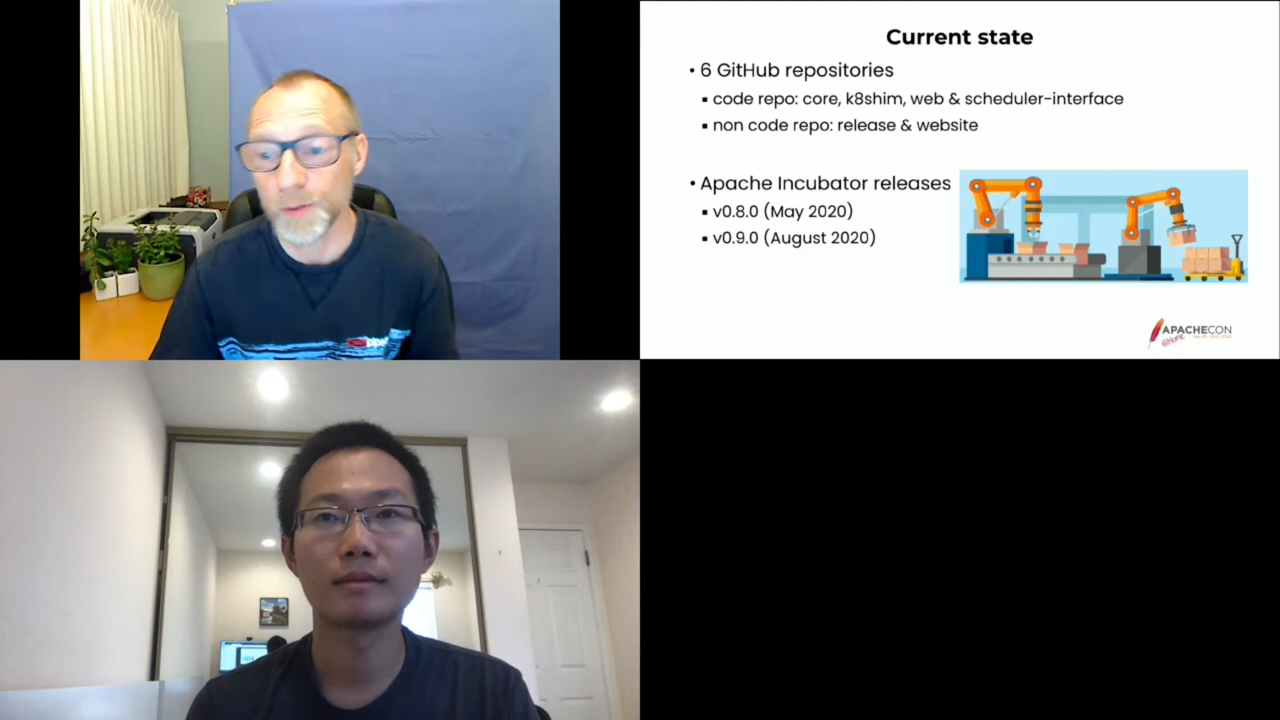 Current state
• 6 GitHub repositories
▪ code repo: core, k8shim, web & scheduler-interface
▪ non code repo: release & website
• Apache Incubator releases
▪ v0.8.0 (May 2020)
▪ v0.9.0 (August 2020)
APACHECON
@Home